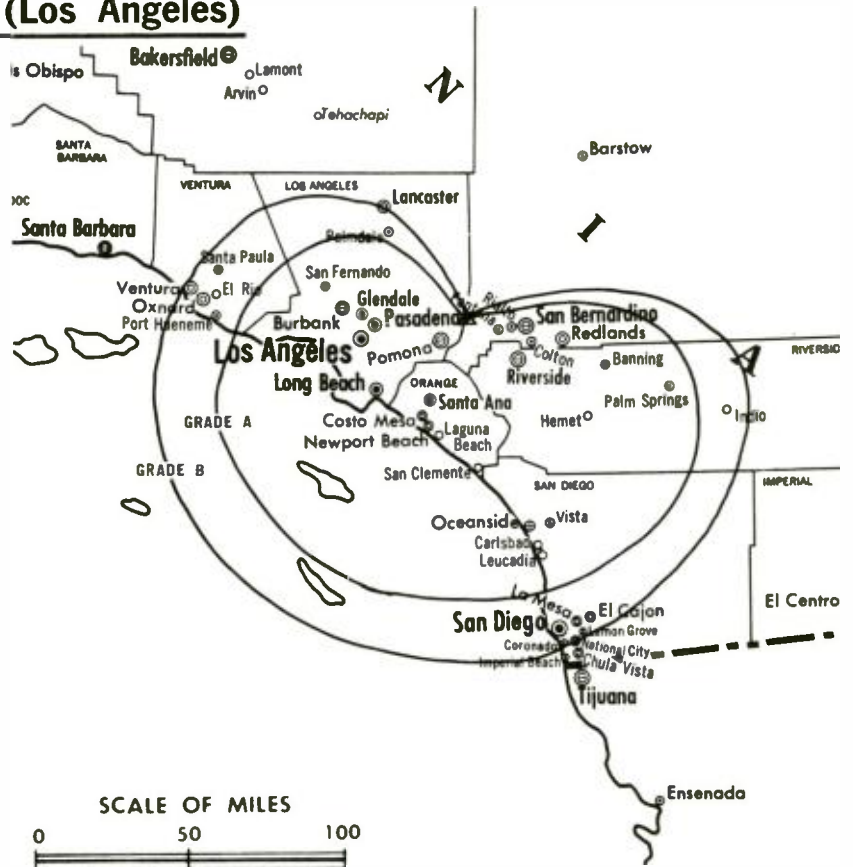 (Los Angeles)
Bakersfield
s Obispo
Lamont
Arvin
Tehachapi
N
SANTA
BARBARA
Barstow
VENTURA
LOS ANGELES
Lancaster
POC
I
Santa Barbara
Palmdale
Santa Paula
San Fernando
Ventura
El Rio
Oxnard
Glendale
Port Hueneme
Burbank
Pasadena
Rialto
San Bernardino
Redlands
Los Angeles
Pomona
Colton
A
RIVERSID
Banning
Riverside
Long Beach
ORANGE
Palm Springs
Santa Ana
Indio
Costo Mesa
Hemet
GRADE A
Laguna
Beach
Newport Beach
GRADE B
San Clemente
SAN DIEGO
IMPERIAL
Oceanside
Vista
Carlsbad
Leucadia
La Mesa
El Cajon
El Centro
San Diego
Lemon Grove
Coronado
National City
Imperial Beach
Chula Vista
Tijuana
Ensenada
SCALE OF MILES
0 50 100